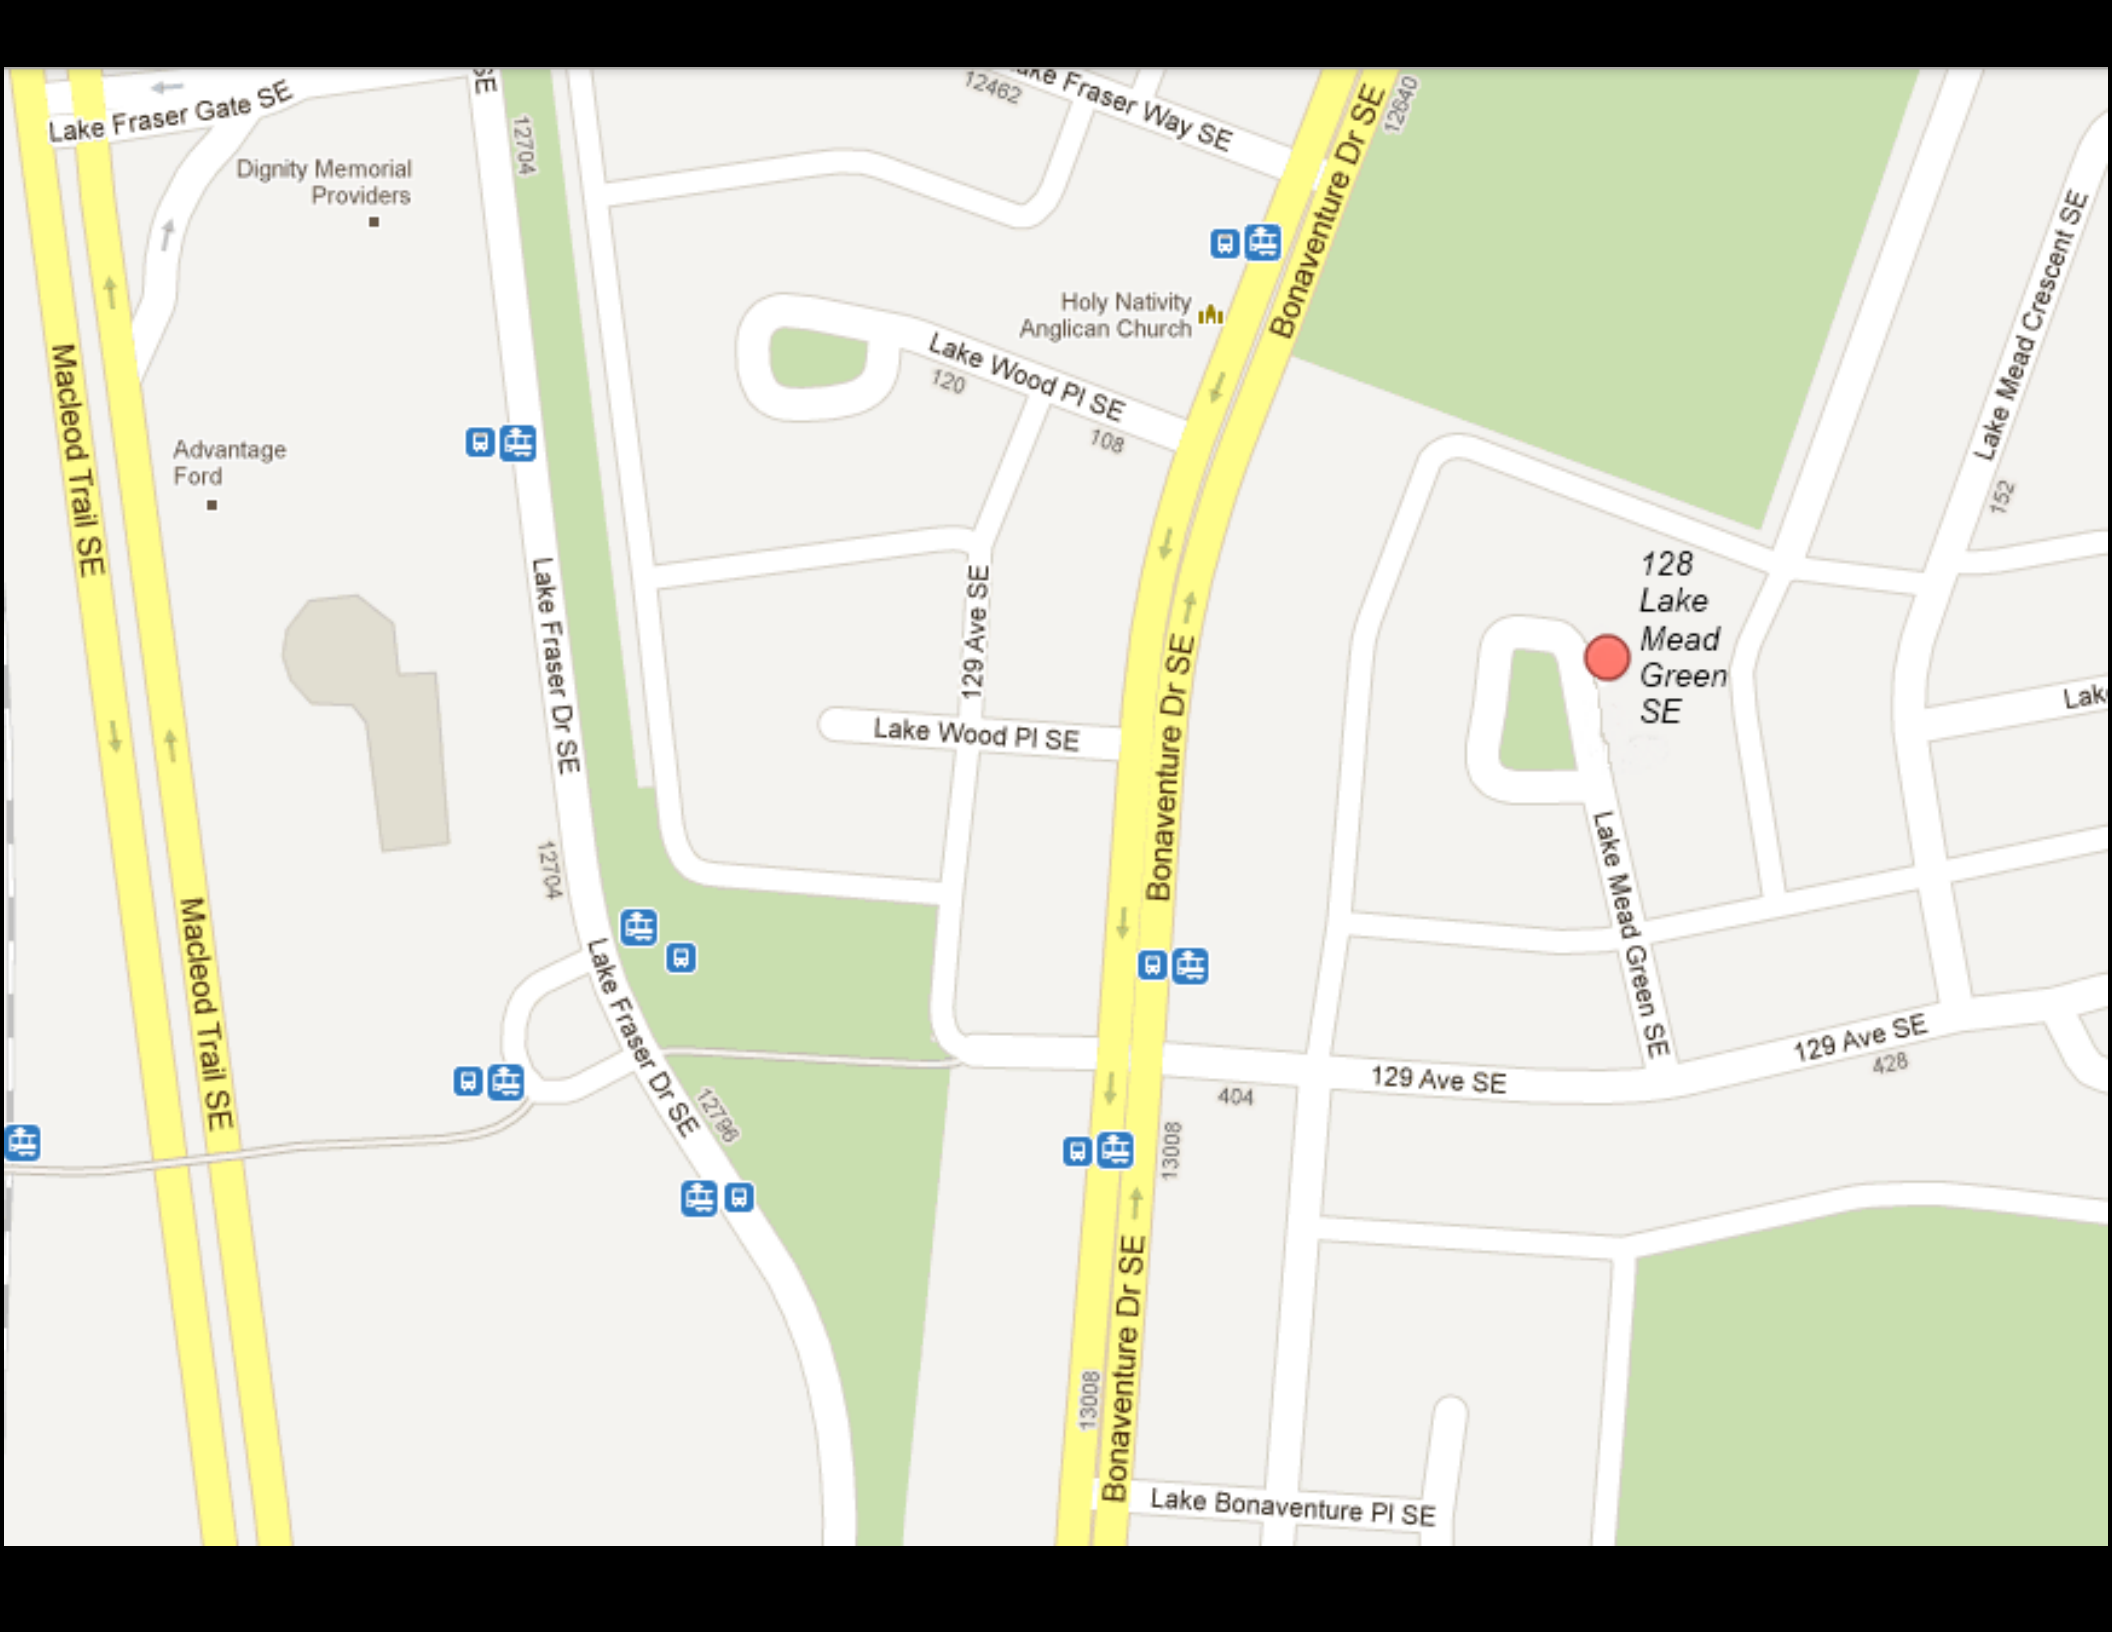 SE
Lake Fraser Gate SE
12704
12462
Lake Fraser Way SE
12640
Bonaventure Dr SE
Dignity Memorial
Providers
Holy Nativity
Anglican Church
Lake Mead Crescent SE
Lake Wood Pl SE
120
108
Macleod Trail SE
Advantage
Ford
152
Lake Fraser Dr SE
129 Ave SE
128
Lake
Mead
Green
SE
Lake Wood Pl SE
Bonaventure Dr SE
12704
Macleod Trail SE
Lake Mead Green SE
Lake Fraser Dr SE
12796
129 Ave SE
404
129 Ave SE
428
13008
Bonaventure Dr SE
13008
Lake Bonaventure Pl SE